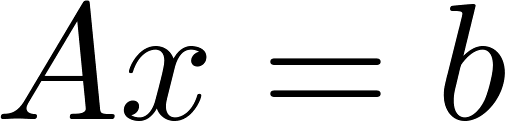 Ax = b